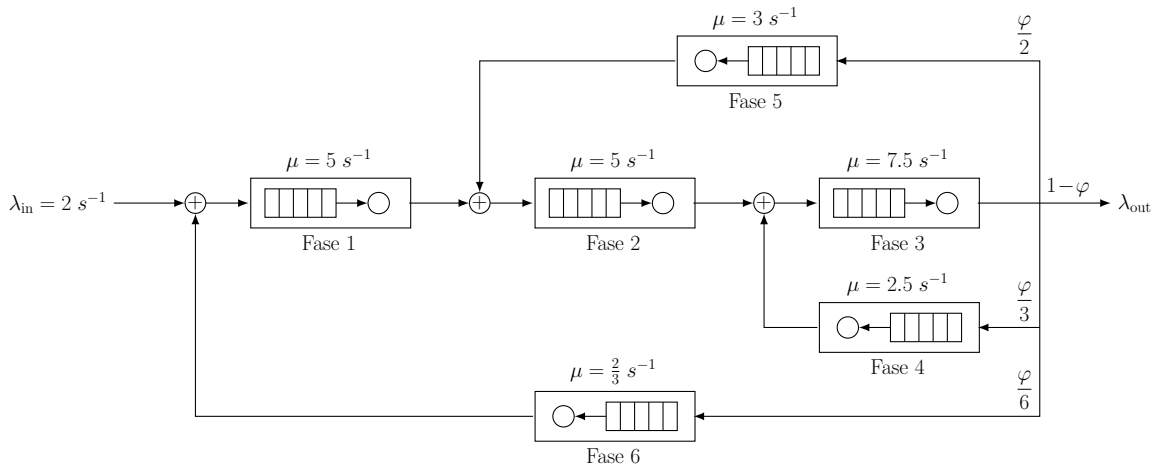 μ = 3 s⁻¹
φ/2
Fase 5
μ = 5 s⁻¹
μ = 5 s⁻¹
μ = 7.5 s⁻¹
1−φ
λin = 2 s⁻¹
+
+
+
λout
Fase 1
Fase 2
Fase 3
μ = 2.5 s⁻¹
φ/3
Fase 4
μ = 2/3 s⁻¹
φ/6
Fase 6